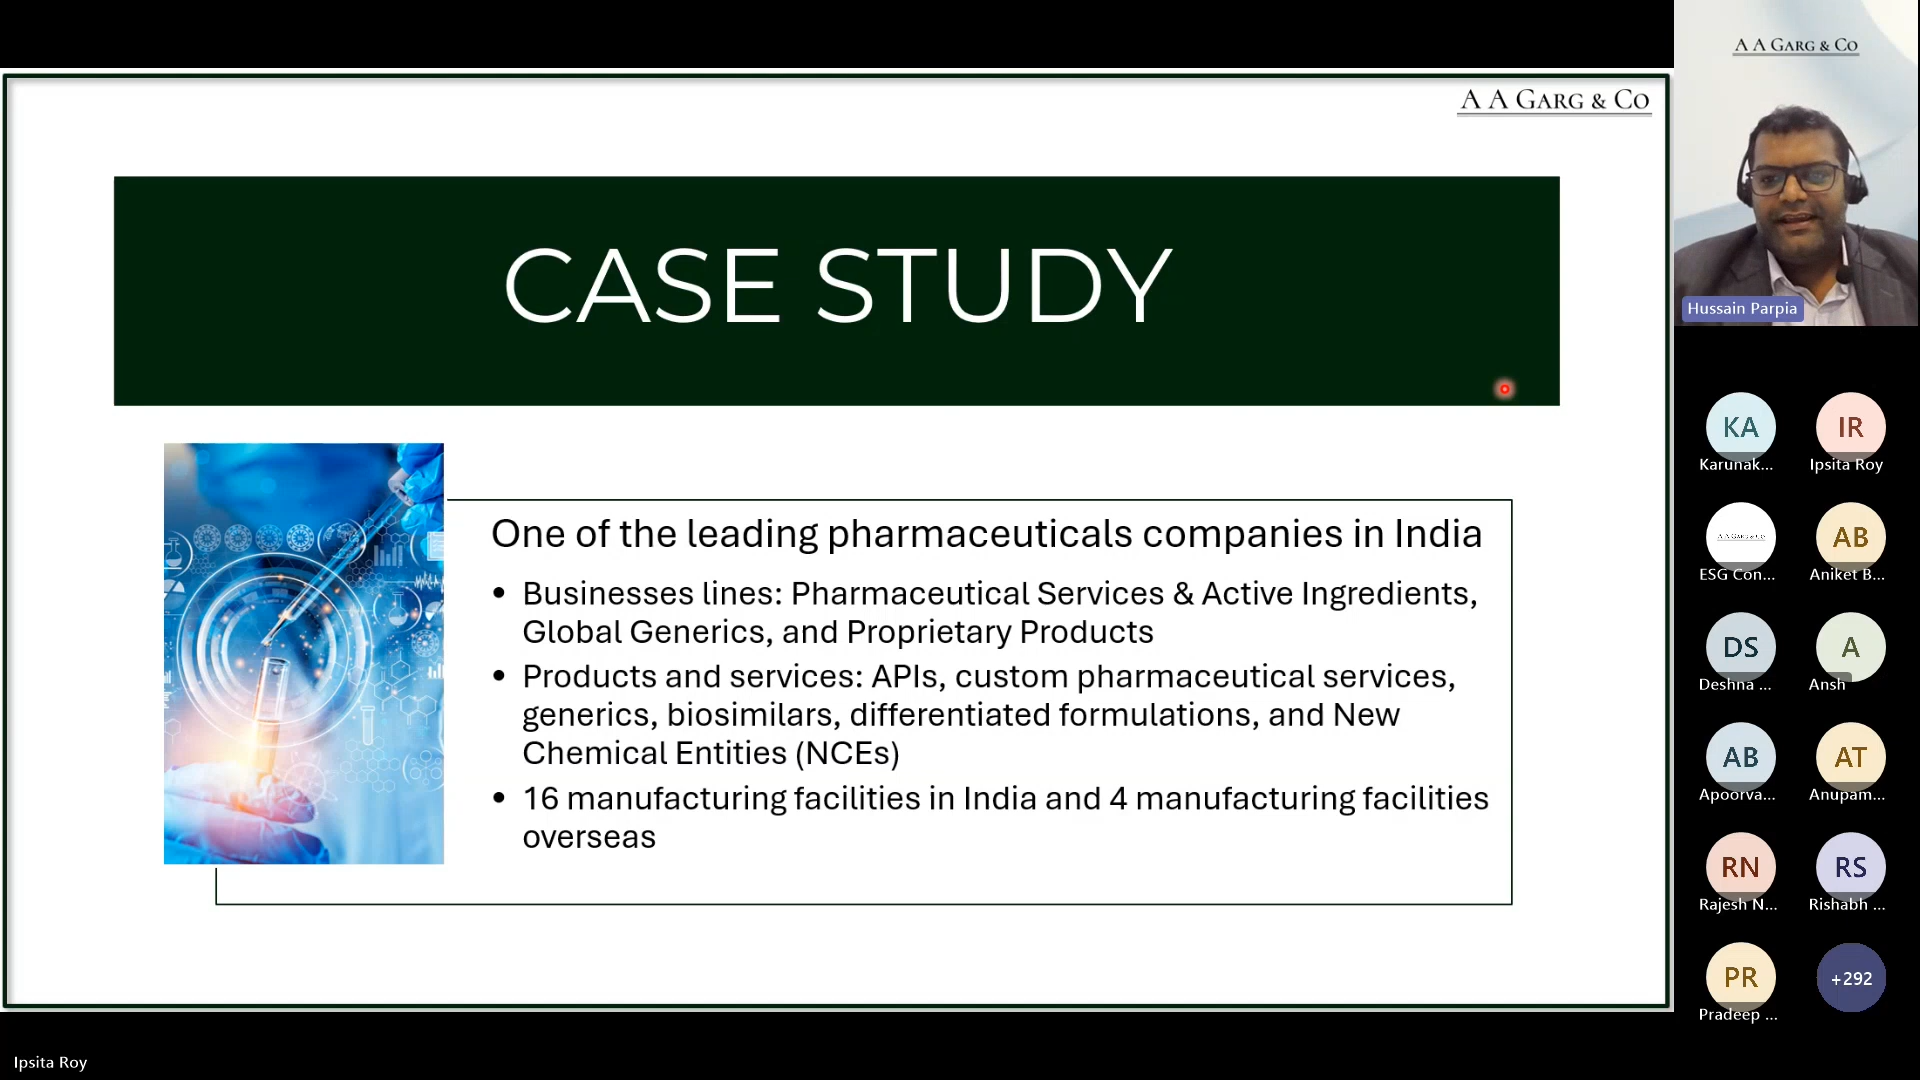 A A GARG & CO
CASE STUDY
One of the leading pharmaceuticals companies in India
• Businesses lines: Pharmaceutical Services & Active Ingredients,
Global Generics, and Proprietary Products
• Products and services: APIs, custom pharmaceutical services,
generics, biosimilars, differentiated formulations, and New
Chemical Entities (NCEs)
• 16 manufacturing facilities in India and 4 manufacturing facilities
overseas
Ipsita Roy
A A GARG & CO
Hussain Parpia
KA
Karunak...
IR
Ipsita Roy
A A GARG & CO
ESG Con...
AB
Aniket B...
DS
Deshna ...
A
Ansh
AB
Apoorva...
AT
Anupam...
RN
Rajesh N...
RS
Rishabh ...
PR
Pradeep ...
+292